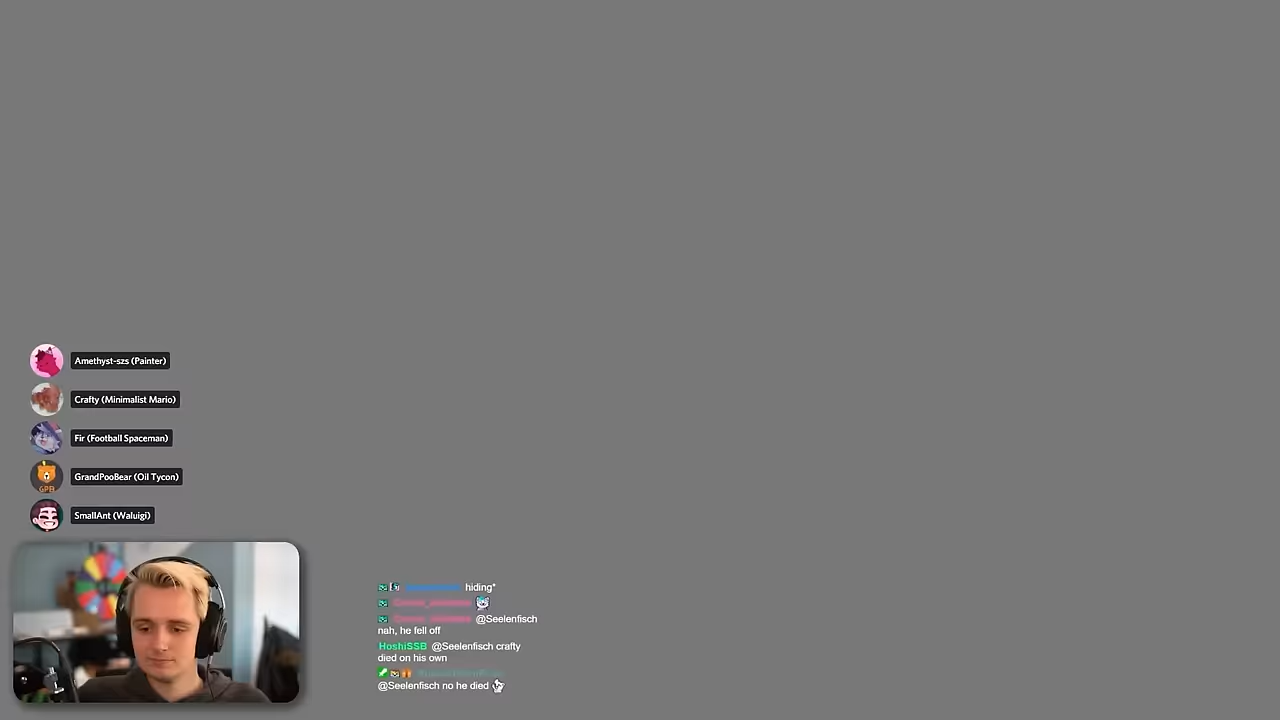 Amethyst-szs (Painter)
Crafty (Minimalist Mario)
Fir (Football Spaceman)
GPB
GrandPooBear (Oil Tycon)
SmallAnt (Waluigi)
hiding*
@Seelenfisch
nah, he fell off
HoshiSSB @Seelenfisch crafty
died on his own
@Seelenfisch no he died